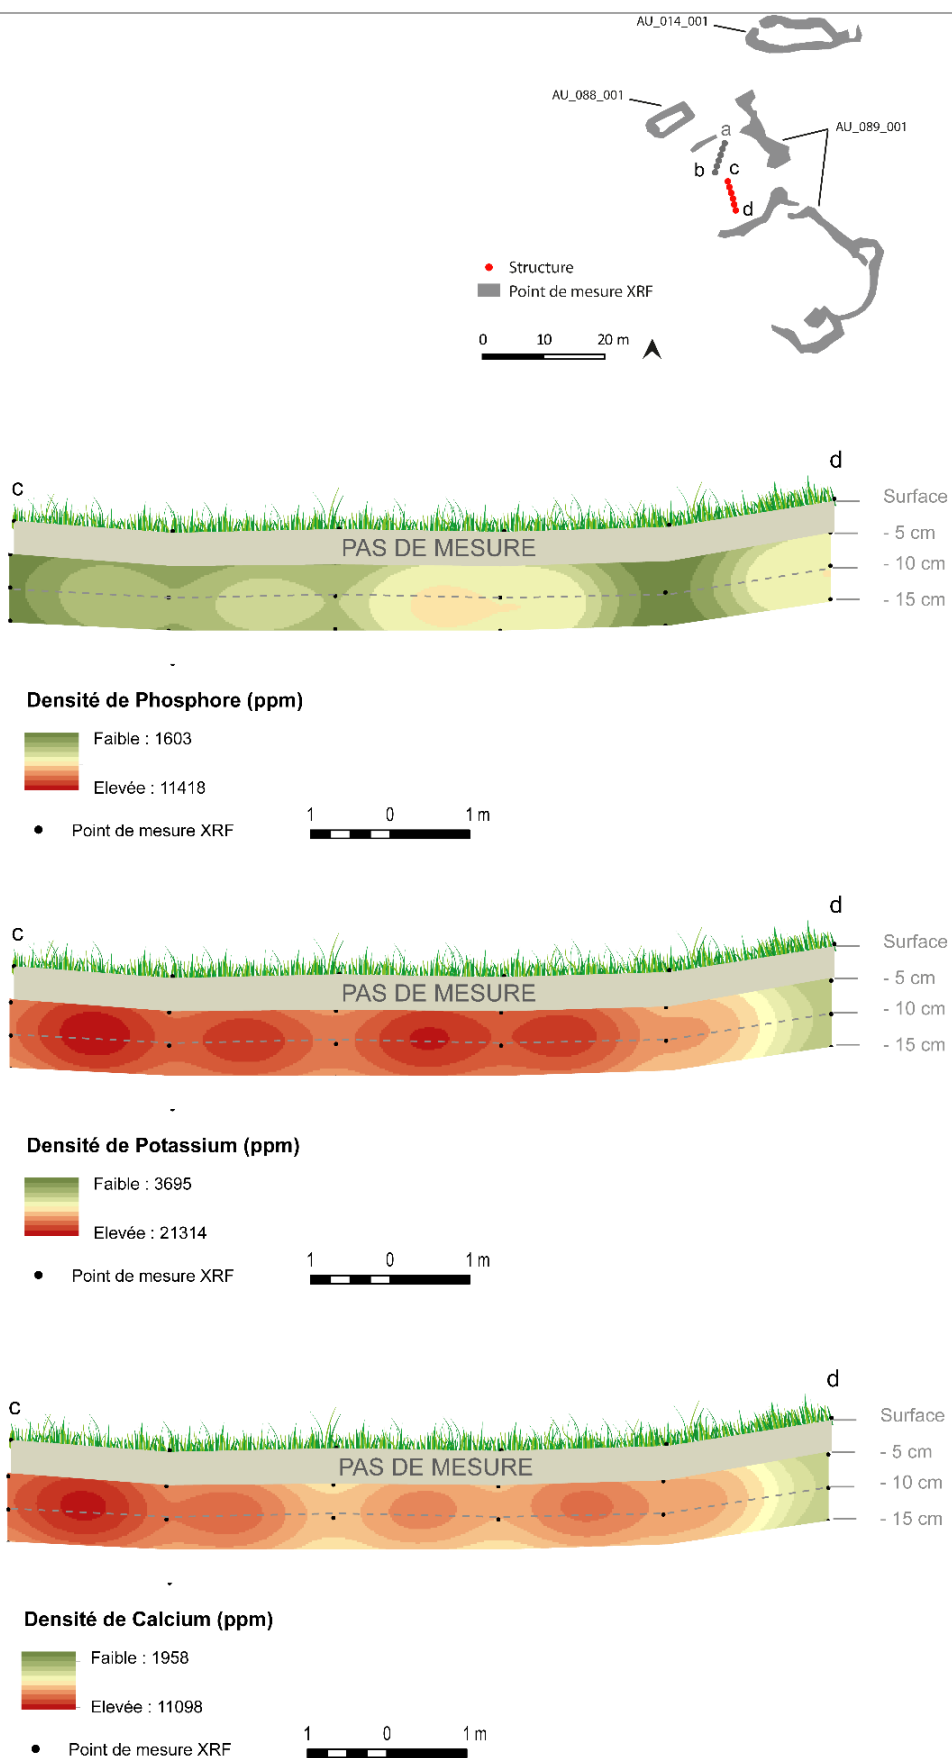 AU_014_001
AU_088_001
AU_089_001
a
b
c
d
Structure
Point de mesure XRF
0 10 20 m
c
d
Surface
- 5 cm
PAS DE MESURE
- 10 cm
- 15 cm
Densité de Phosphore (ppm)
Faible : 1603
Elevée : 11418
Point de mesure XRF
1 0 1 m
c
d
Surface
- 5 cm
PAS DE MESURE
- 10 cm
- 15 cm
Densité de Potassium (ppm)
Faible : 3695
Elevée : 21314
Point de mesure XRF
1 0 1 m
c
d
Surface
- 5 cm
PAS DE MESURE
- 10 cm
- 15 cm
Densité de Calcium (ppm)
Faible : 1958
Elevée : 11098
Point de mesure XRF
1 0 1 m